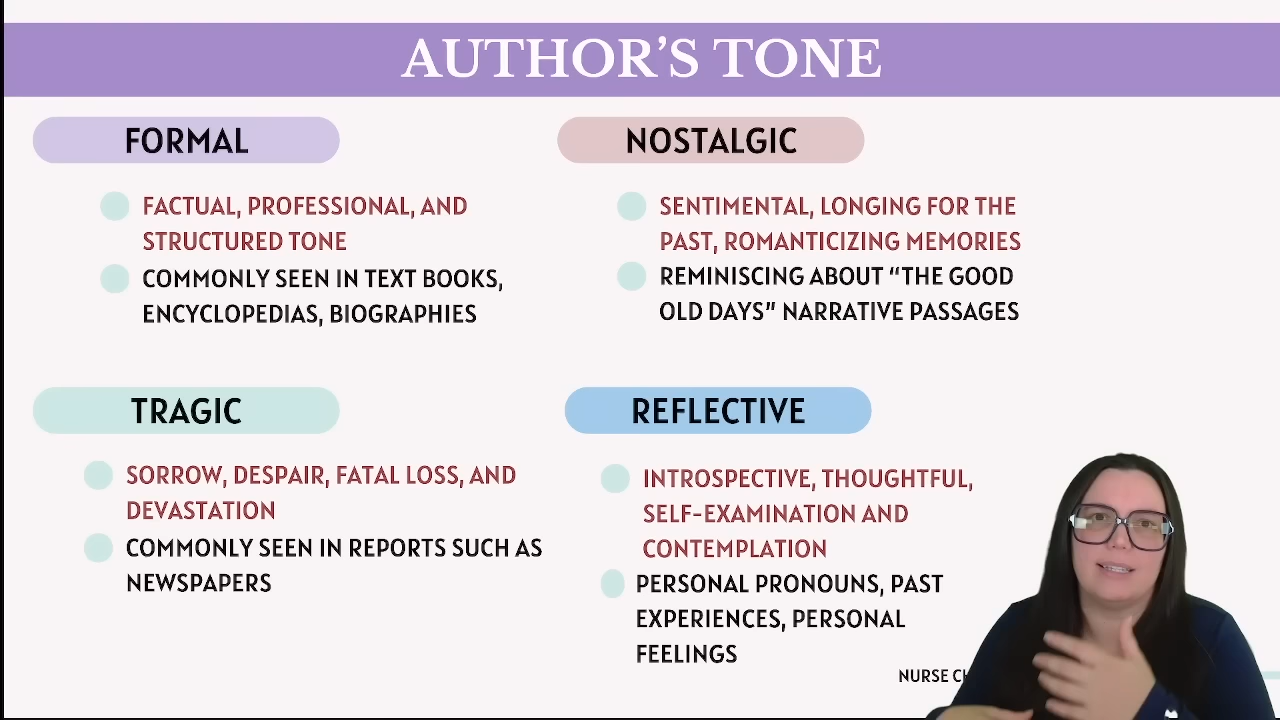 AUTHOR'S TONE
FORMAL
FACTUAL, PROFESSIONAL, AND
STRUCTURED TONE
COMMONLY SEEN IN TEXT BOOKS,
ENCYCLOPEDIAS, BIOGRAPHIES
NOSTALGIC
SENTIMENTAL, LONGING FOR THE
PAST, ROMANTICIZING MEMORIES
REMINISCING ABOUT “THE GOOD
OLD DAYS” NARRATIVE PASSAGES
TRAGIC
SORROW, DESPAIR, FATAL LOSS, AND
DEVASTATION
COMMONLY SEEN IN REPORTS SUCH AS
NEWSPAPERS
REFLECTIVE
INTROSPECTIVE, THOUGHTFUL,
SELF-EXAMINATION AND
CONTEMPLATION
PERSONAL PRONOUNS, PAST
EXPERIENCES, PERSONAL
FEELINGS
NURSE